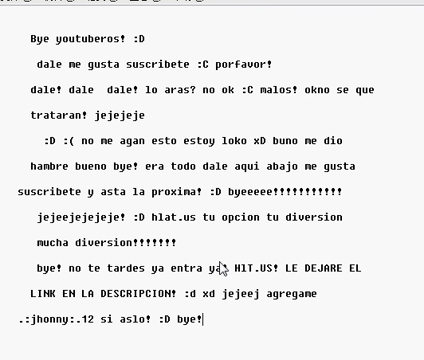 Bye youtuberos! :D
dale me gusta suscribete :C porfavor!
dale! dale dale! lo aras? no ok :C malos! okno se que
trataran! jejejeje
:D :( no me agan esto estoy loko xD buno me dio
hambre bueno bye! era todo dale aqui abajo me gusta
suscribete y asta la proxima! :D byeeeee!!!!!!!!!!!
jejeejejejeje! :D hlat.us tu opcion tu diversion
mucha diversion!!!!!!!
bye! no te tardes ya entra ya! HlT.US! LE DEJARE EL
LINK EN LA DESCRIPCION! :d xd jejeej agregame
.:jhonny:.12 si aslo! :D bye!